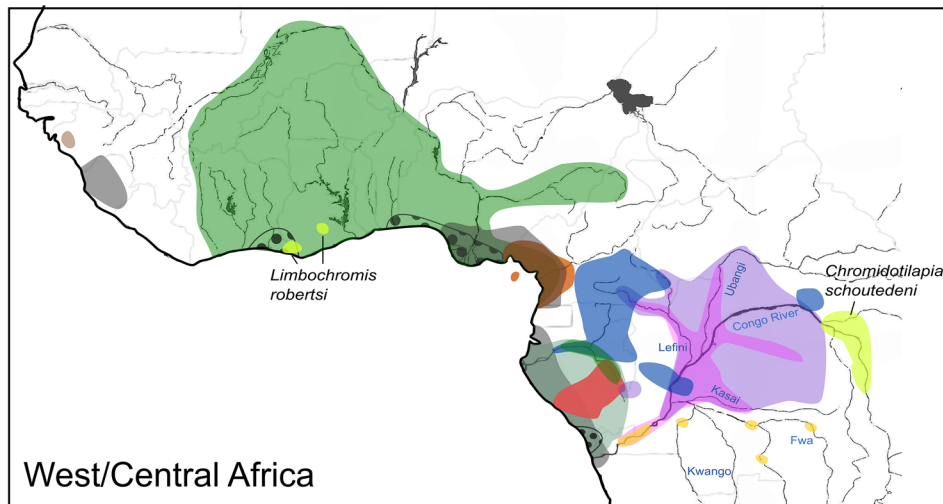 Limbochromis
robertsi
Chromidotilapia
schoutedeni
Ubangi
Congo River
Lefini
Kasai
Fwa
Kwango
West/Central Africa